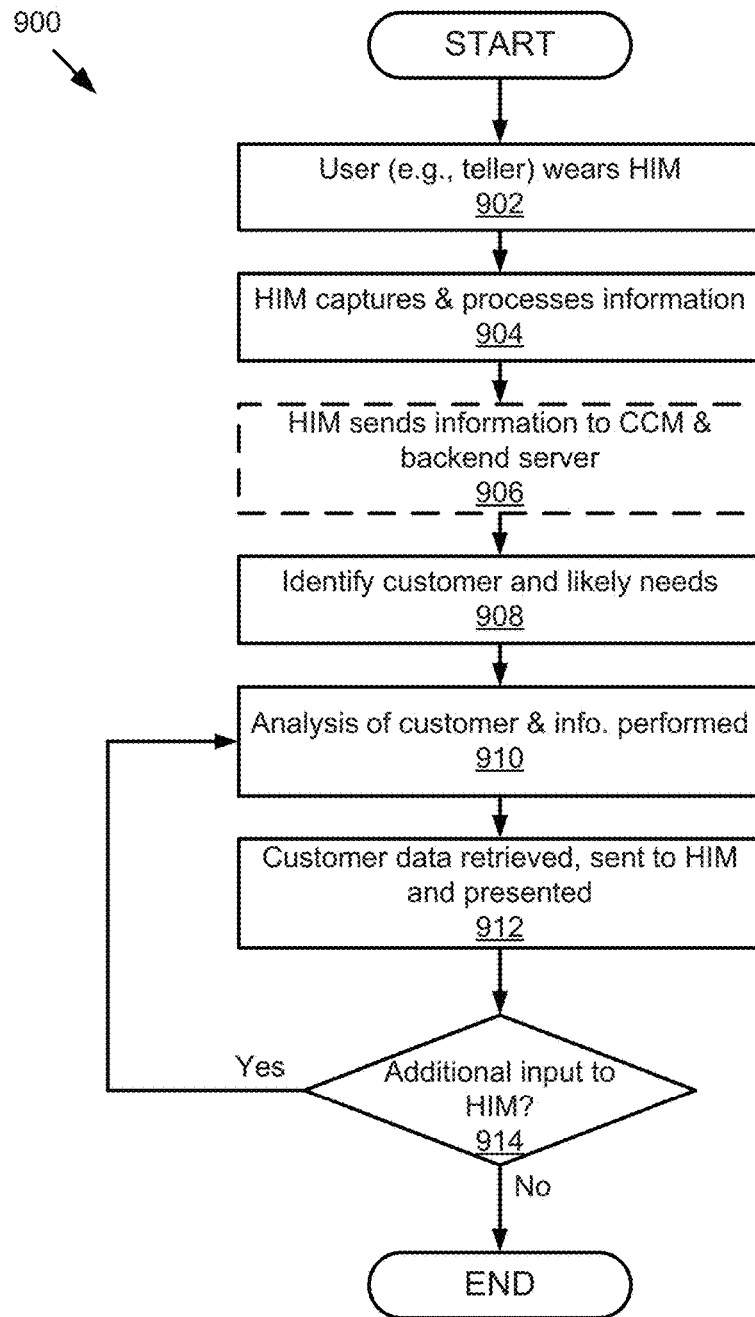 900
START
User (e.g., teller) wears HIM
902
HIM captures & processes information
904
HIM sends information to CCM &
backend server
906
Identify customer and likely needs
908
Analysis of customer & info. performed
910
Customer data retrieved, sent to HIM
and presented
912
Yes
Additional input to
HIM?
914
No
END